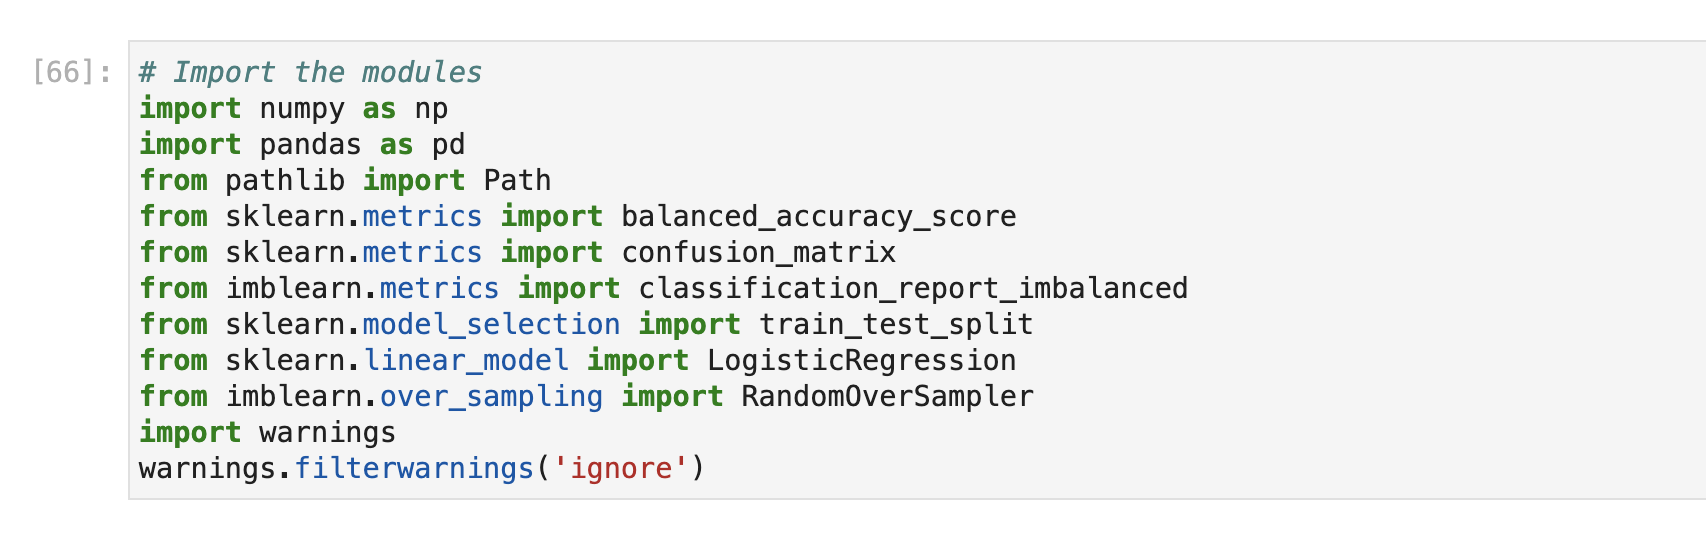 [66]:
# Import the modules
import numpy as np
import pandas as pd
from pathlib import Path
from sklearn.metrics import balanced_accuracy_score
from sklearn.metrics import confusion_matrix
from imblearn.metrics import classification_report_imbalanced
from sklearn.model_selection import train_test_split
from sklearn.linear_model import LogisticRegression
from imblearn.over_sampling import RandomOverSampler
import warnings
warnings.filterwarnings('ignore')